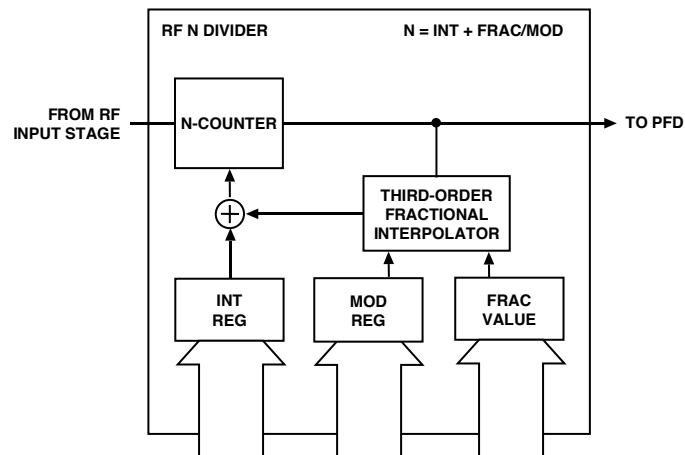 RF N DIVIDER
N = INT + FRAC/MOD
FROM RF
INPUT STAGE
N-COUNTER
TO PFD
THIRD-ORDER
FRACTIONAL
INTERPOLATOR
INT
REG
MOD
REG
FRAC
VALUE